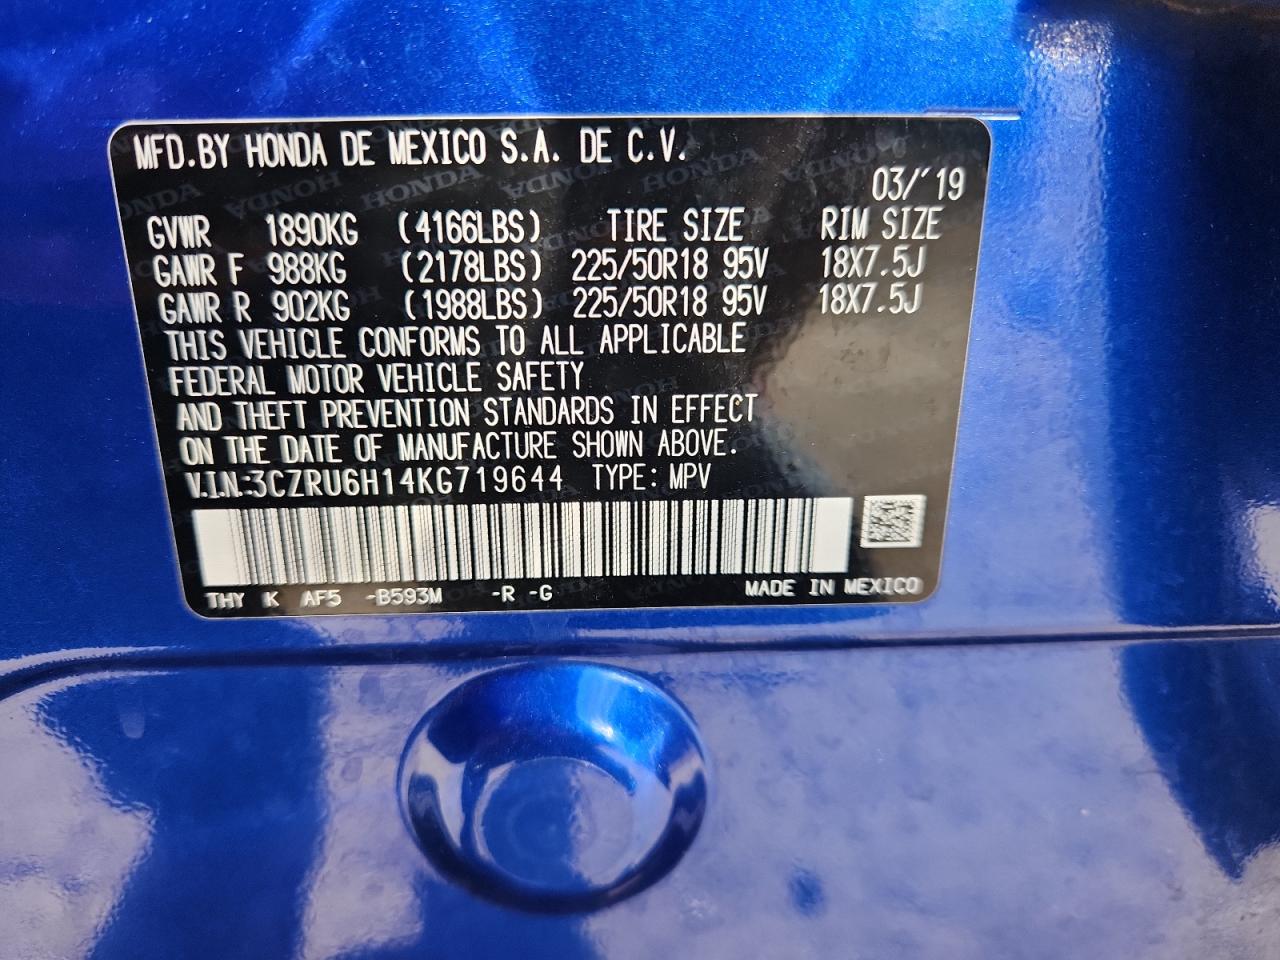 MFD.BY HONDA DE MEXICO S.A. DE C.V.
03/'19
GVWR 1890KG (4166LBS) TIRE SIZE RIM SIZE
GAWR F 988KG (2178LBS) 225/50R18 95V 18X7.5J
GAWR R 902KG (1988LBS) 225/50R18 95V 18X7.5J
THIS VEHICLE CONFORMS TO ALL APPLICABLE
FEDERAL MOTOR VEHICLE SAFETY
AND THEFT PREVENTION STANDARDS IN EFFECT
ON THE DATE OF MANUFACTURE SHOWN ABOVE.
V.I.N:3CZRU6H14KG719644 TYPE: MPV
THY K AF5 -B593M -R -G MADE IN MEXICO